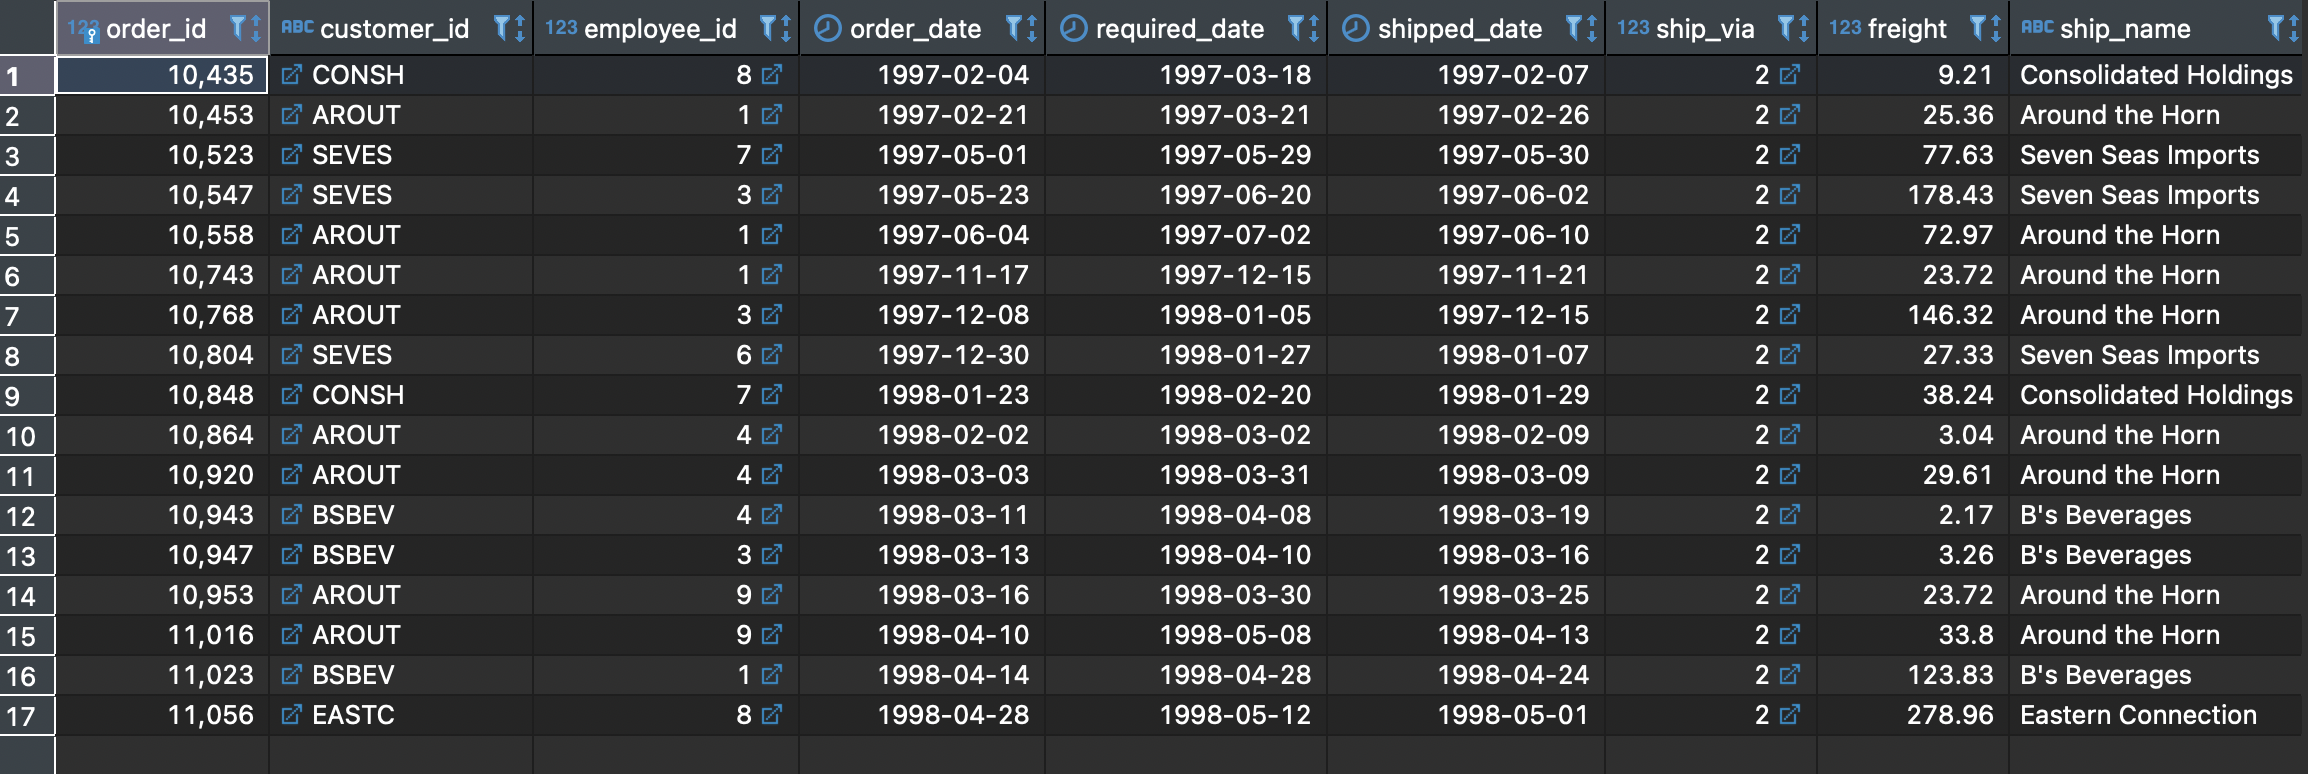 123 order_id ABC customer_id 123 employee_id order_date required_date shipped_date 123 ship_via 123 freight ABC ship_name
1 10,435 CONSH 8 1997-02-04 1997-03-18 1997-02-07 2 9.21 Consolidated Holdings
2 10,453 AROUT 1 1997-02-21 1997-03-21 1997-02-26 2 25.36 Around the Horn
3 10,523 SEVES 7 1997-05-01 1997-05-29 1997-05-30 2 77.63 Seven Seas Imports
4 10,547 SEVES 3 1997-05-23 1997-06-20 1997-06-02 2 178.43 Seven Seas Imports
5 10,558 AROUT 1 1997-06-04 1997-07-02 1997-06-10 2 72.97 Around the Horn
6 10,743 AROUT 1 1997-11-17 1997-12-15 1997-11-21 2 23.72 Around the Horn
7 10,768 AROUT 3 1997-12-08 1998-01-05 1997-12-15 2 146.32 Around the Horn
8 10,804 SEVES 6 1997-12-30 1998-01-27 1998-01-07 2 27.33 Seven Seas Imports
9 10,848 CONSH 7 1998-01-23 1998-02-20 1998-01-29 2 38.24 Consolidated Holdings
10 10,864 AROUT 4 1998-02-02 1998-03-02 1998-02-09 2 3.04 Around the Horn
11 10,920 AROUT 4 1998-03-03 1998-03-31 1998-03-09 2 29.61 Around the Horn
12 10,943 BSBEV 4 1998-03-11 1998-04-08 1998-03-19 2 2.17 B's Beverages
13 10,947 BSBEV 3 1998-03-13 1998-04-10 1998-03-16 2 3.26 B's Beverages
14 10,953 AROUT 9 1998-03-16 1998-03-30 1998-03-25 2 23.72 Around the Horn
15 11,016 AROUT 9 1998-04-10 1998-05-08 1998-04-13 2 33.8 Around the Horn
16 11,023 BSBEV 1 1998-04-14 1998-04-28 1998-04-24 2 123.83 B's Beverages
17 11,056 EASTC 8 1998-04-28 1998-05-12 1998-05-01 2 278.96 Eastern Connection